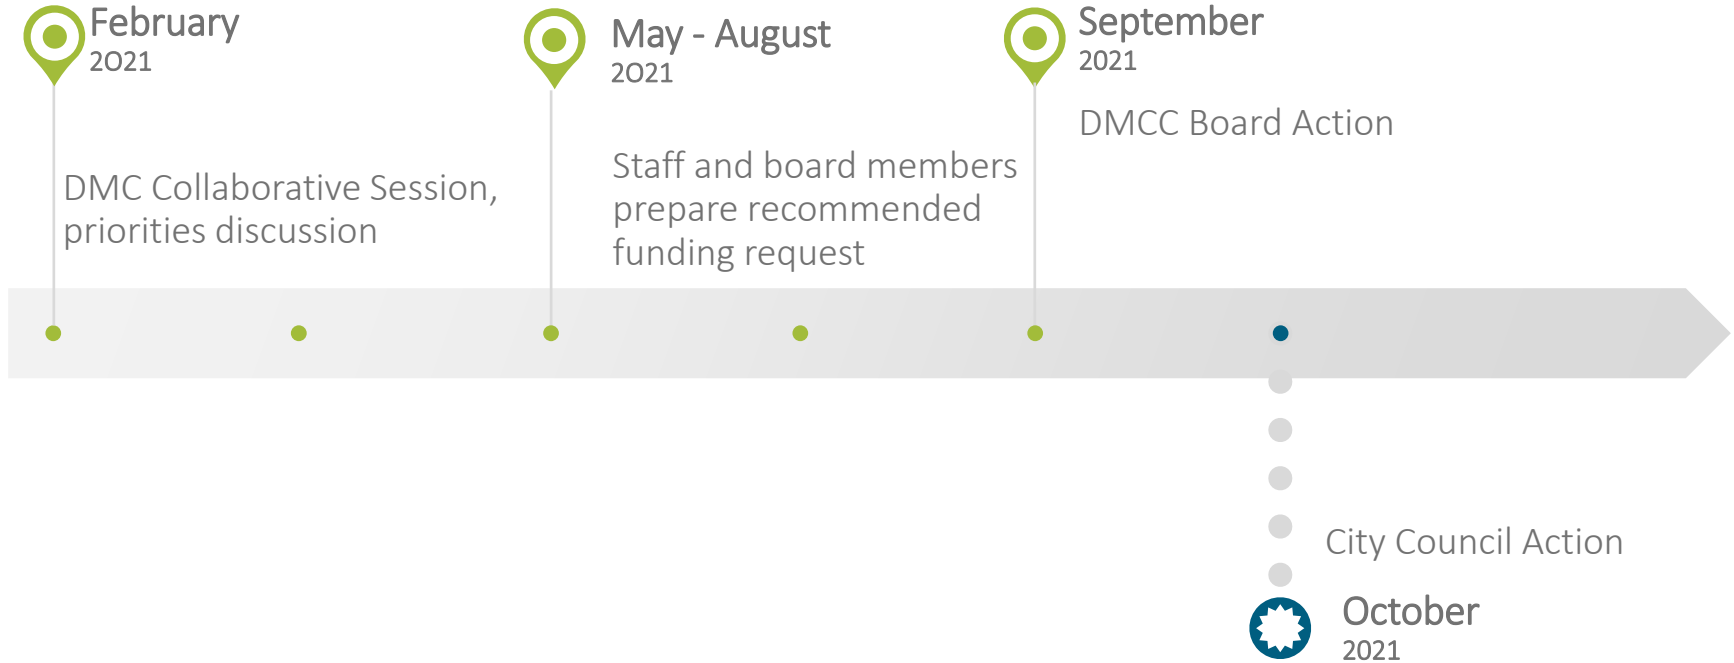 February
2021
DMC Collaborative Session,
priorities discussion
May - August
2021
Staff and board members
prepare recommended
funding request
September
2021
DMCC Board Action
City Council Action
October
2021